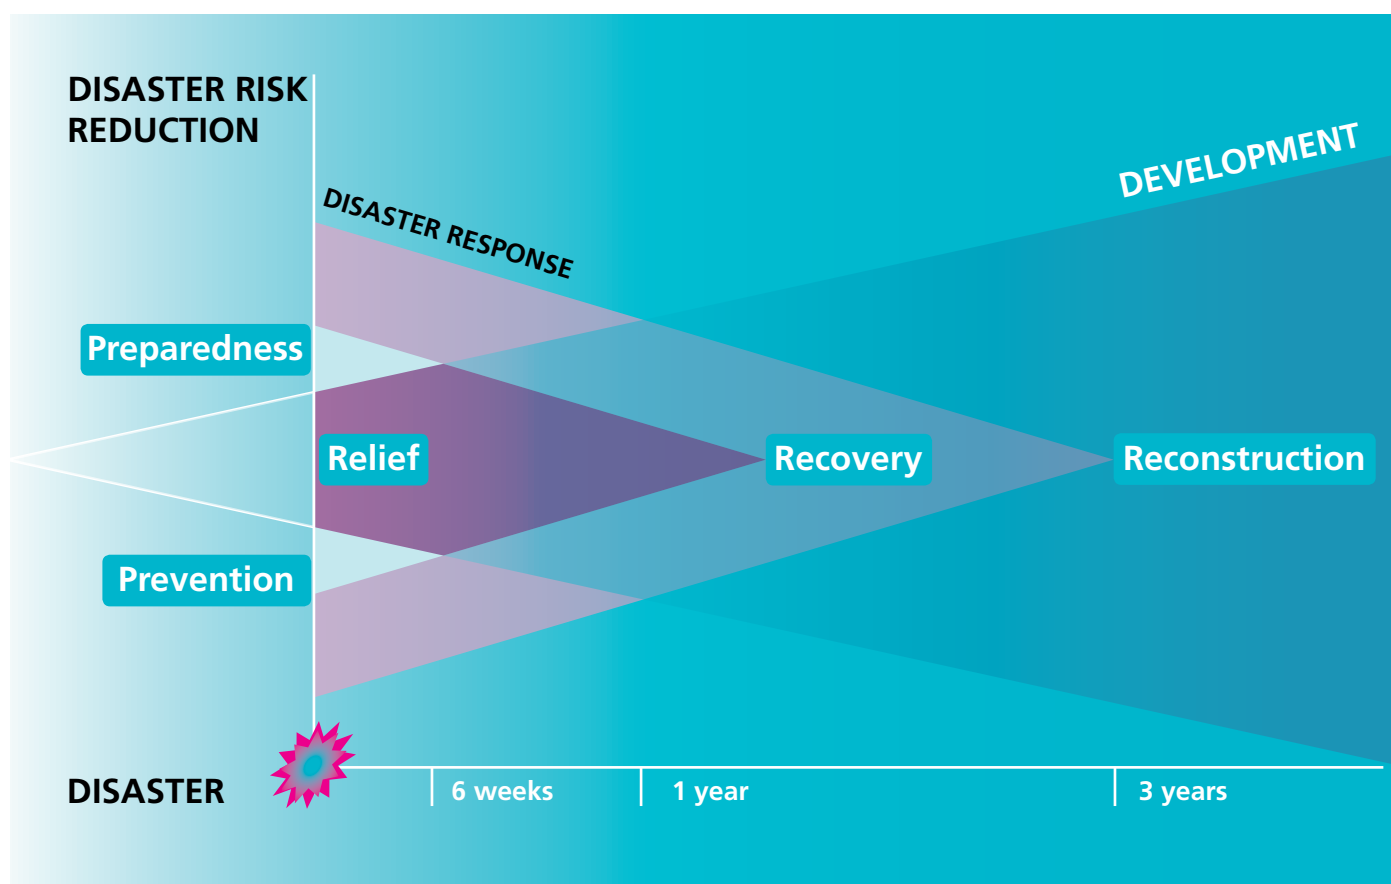 DISASTER RISK
REDUCTION
DISASTER RESPONSE
DEVELOPMENT
Preparedness
Relief
Recovery
Reconstruction
Prevention
DISASTER
6 weeks
1 year
3 years